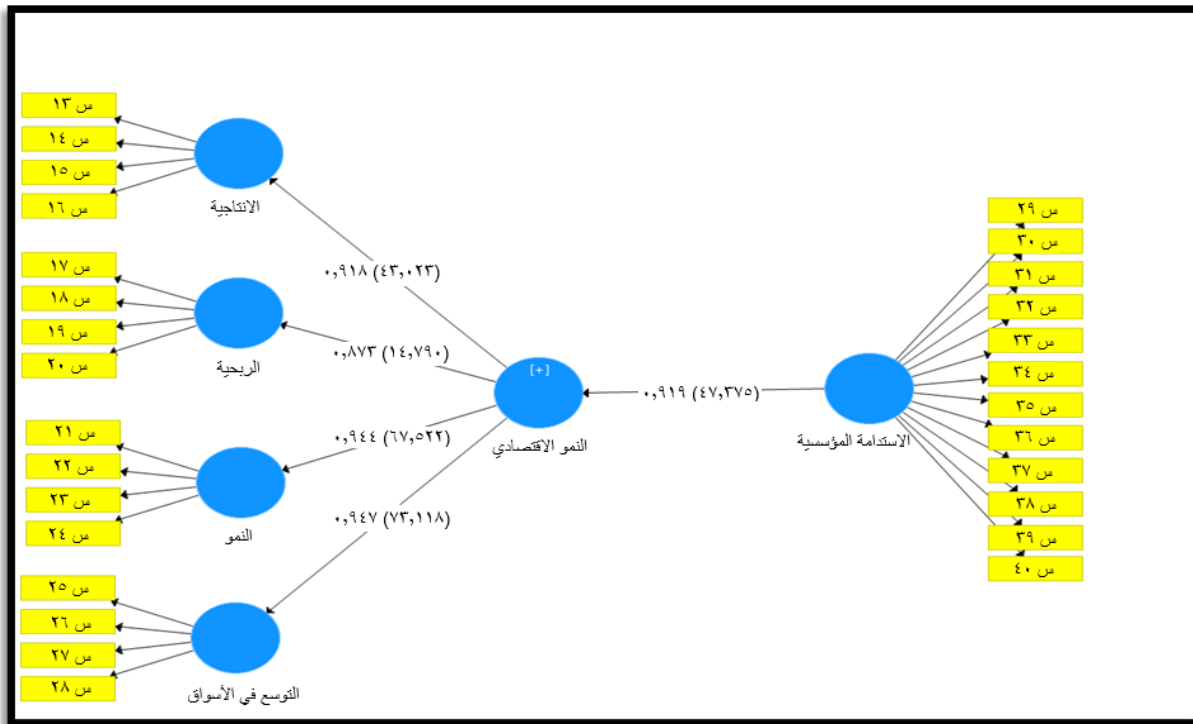 س ١٣
س ١٤
س ١٥
س ١٦
الانتاجية
س ١٧
س ١٨
س ١٩
س ٢٠
الربحية
س ٢١
س ٢٢
س ٢٣
س ٢٤
النمو
س ٢٥
س ٢٦
س ٢٧
س ٢٨
التوسع في الأسواق
٠,٩١٨ (٤٣,٠٢٣)
٠,٨٧٣ (١٤,٧٩٠)
٠,٩٤٤ (٦٧,٥٢٢)
٠,٩٤٧ (٧٣,١١٨)
[+]
النمو الاقتصادي
٠,٩١٩ (٤٧,٣٧٥)
الاستدامة المؤسسية
س ٢٩
س ٣٠
س ٣١
س ٣٢
س ٣٣
س ٣٤
س ٣٥
س ٣٦
س ٣٧
س ٣٨
س ٣٩
س ٤٠